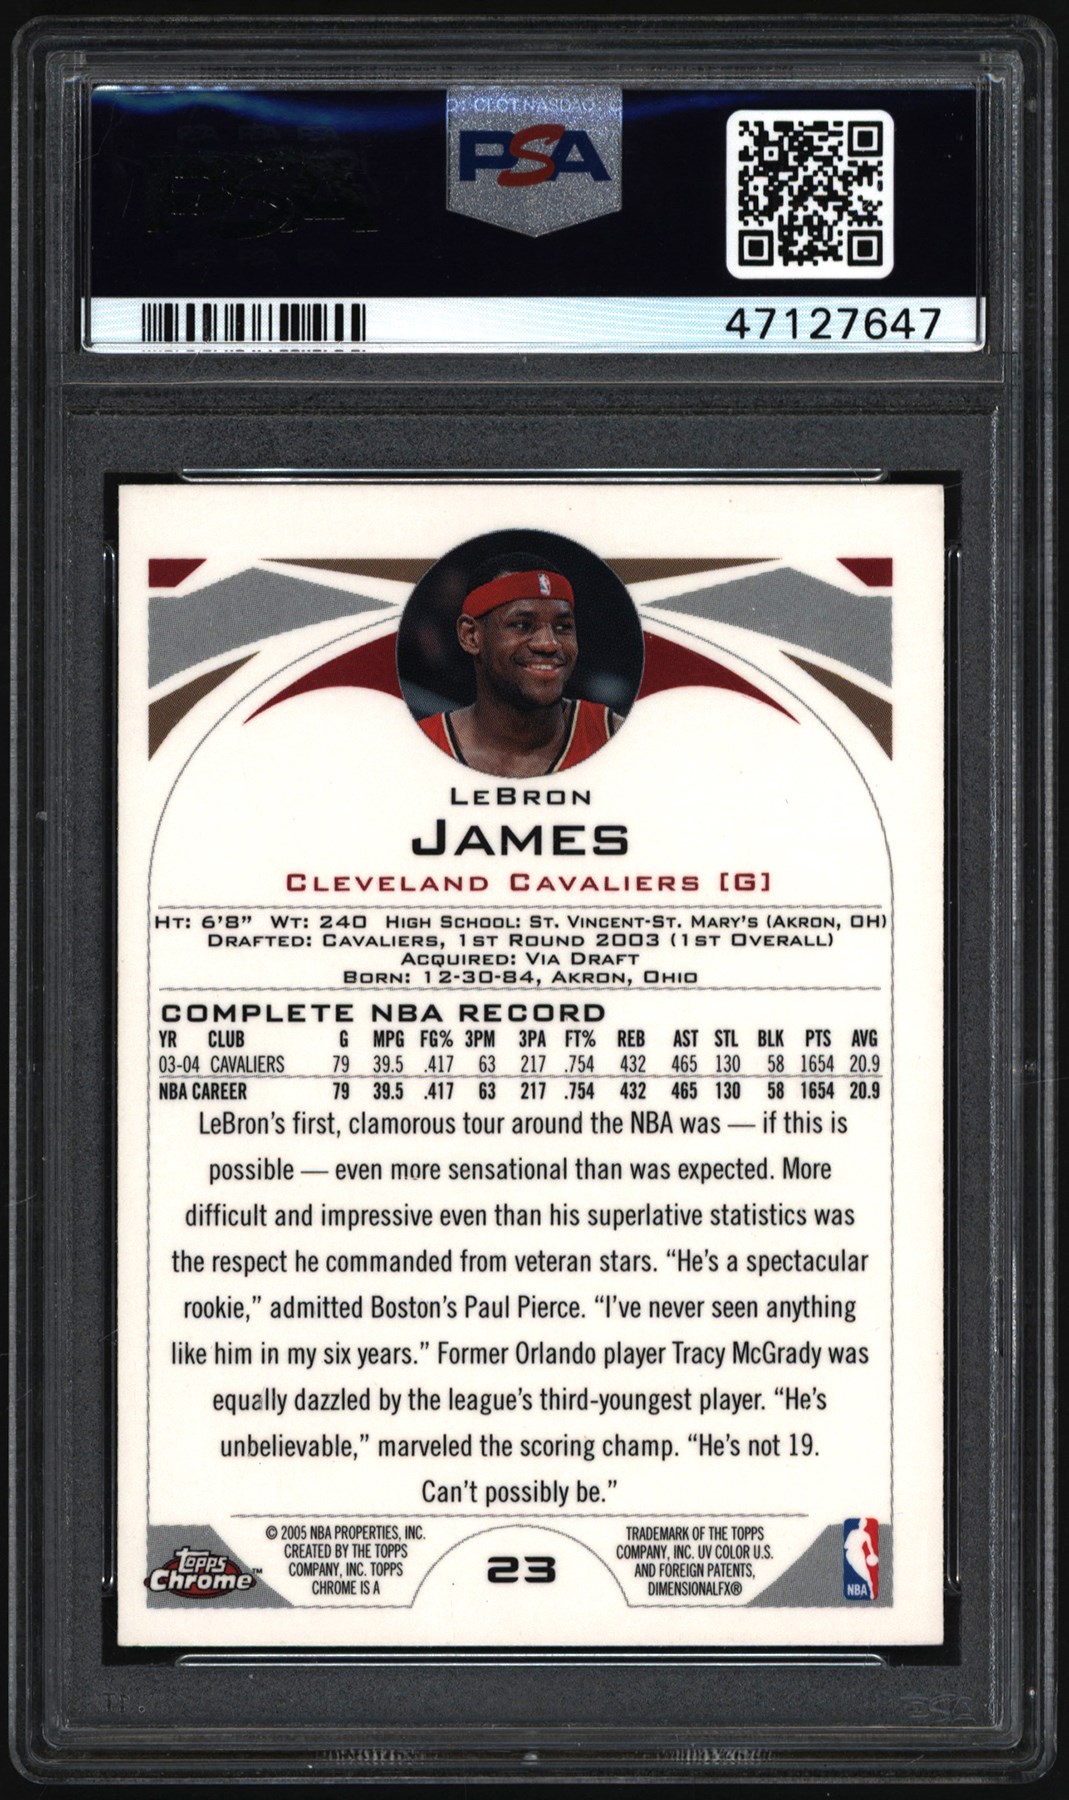 PSA
47127647
LeBron
James
Cleveland Cavaliers [G]
Ht: 6'8" Wt: 240 High School: St. Vincent-St. Mary's (Akron, OH)
Drafted: Cavaliers, 1st Round 2003 (1st Overall)
Acquired: Via Draft
Born: 12-30-84, Akron, Ohio
COMPLETE NBA RECORD
YR CLUB G MPG FG% 3PM 3PA FT% REB AST STL BLK PTS AVG
03-04 CAVALIERS 79 39.5 .417 63 217 .754 432 465 130 58 1654 20.9
NBA CAREER 79 39.5 .417 63 217 .754 432 465 130 58 1654 20.9
LeBron's first, clamorous tour around the NBA was — if this is
possible — even more sensational than was expected. More
difficult and impressive even than his superlative statistics was
the respect he commanded from veteran stars. “He's a spectacular
rookie,” admitted Boston's Paul Pierce. “I've never seen anything
like him in my six years.” Former Orlando player Tracy McGrady was
equally dazzled by the league's third-youngest player. “He's
unbelievable,” marveled the scoring champ. “He's not 19.
Can't possibly be.”
Topps
Chrome™
© 2005 NBA PROPERTIES, INC.
CREATED BY THE TOPPS
COMPANY, INC. TOPPS
CHROME IS A
23
TRADEMARK OF THE TOPPS
COMPANY, INC. UV COLOR U.S.
AND FOREIGN PATENTS,
DIMENSIONALFX®
NBA